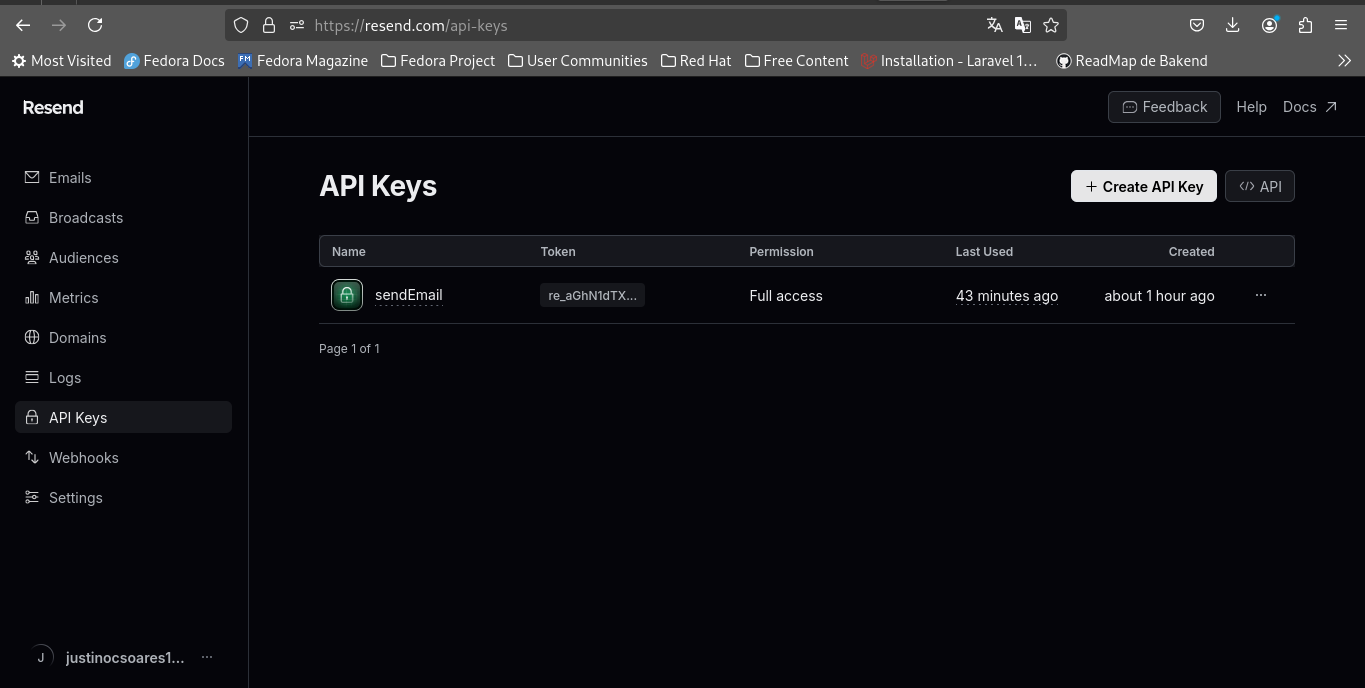 https://resend.com/api-keys
Most Visited Fedora Docs Fedora Magazine Fedora Project User Communities Red Hat Free Content Installation - Laravel 1… ReadMap de Bakend
Resend
Feedback Help Docs
Emails
Broadcasts
Audiences
Metrics
Domains
Logs
API Keys
Webhooks
Settings
justinocsoares1...
J
API Keys
+ Create API Key
API
Name Token Permission Last Used Created
sendEmail re_aGhN1dTX... Full access 43 minutes ago about 1 hour ago
Page 1 of 1